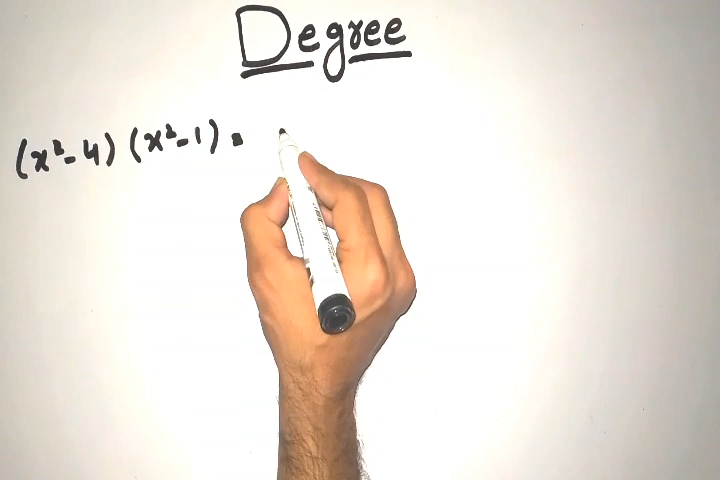 Degree
(x²-4)(x²-1) =